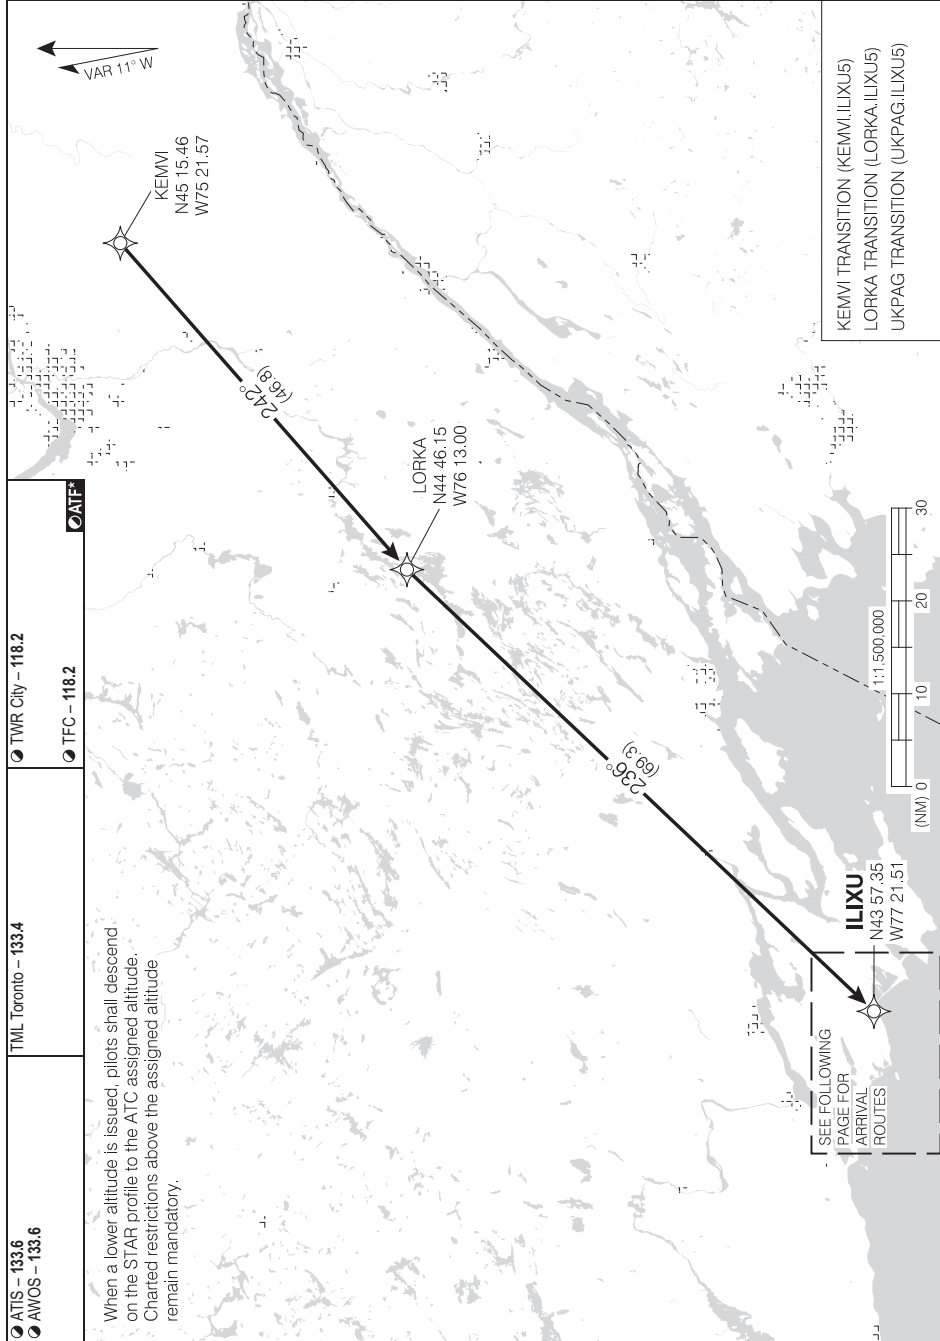 ATIS – 133.6
AWOS – 133.6
TML Toronto – 133.4
TWR City – 118.2
TFC – 118.2
ATF*
When a lower altitude is issued, pilots shall descend
on the STAR profile to the ATC assigned altitude.
Charted restrictions above the assigned altitude
remain mandatory.
VAR 11° W
KEMVI
N45 15.46
W75 21.57
242°
(46.8)
LORKA
N44 46.15
W76 13.00
236°
(69.3)
ILIXU
N43 57.35
W77 21.51
SEE FOLLOWING
PAGE FOR
ARRIVAL
ROUTES
1:1,500,000
(NM) 0 10 20 30
KEMVI TRANSITION (KEMVI.ILIXU5)
LORKA TRANSITION (LORKA.ILIXU5)
UKPAG TRANSITION (UKPAG.ILIXU5)